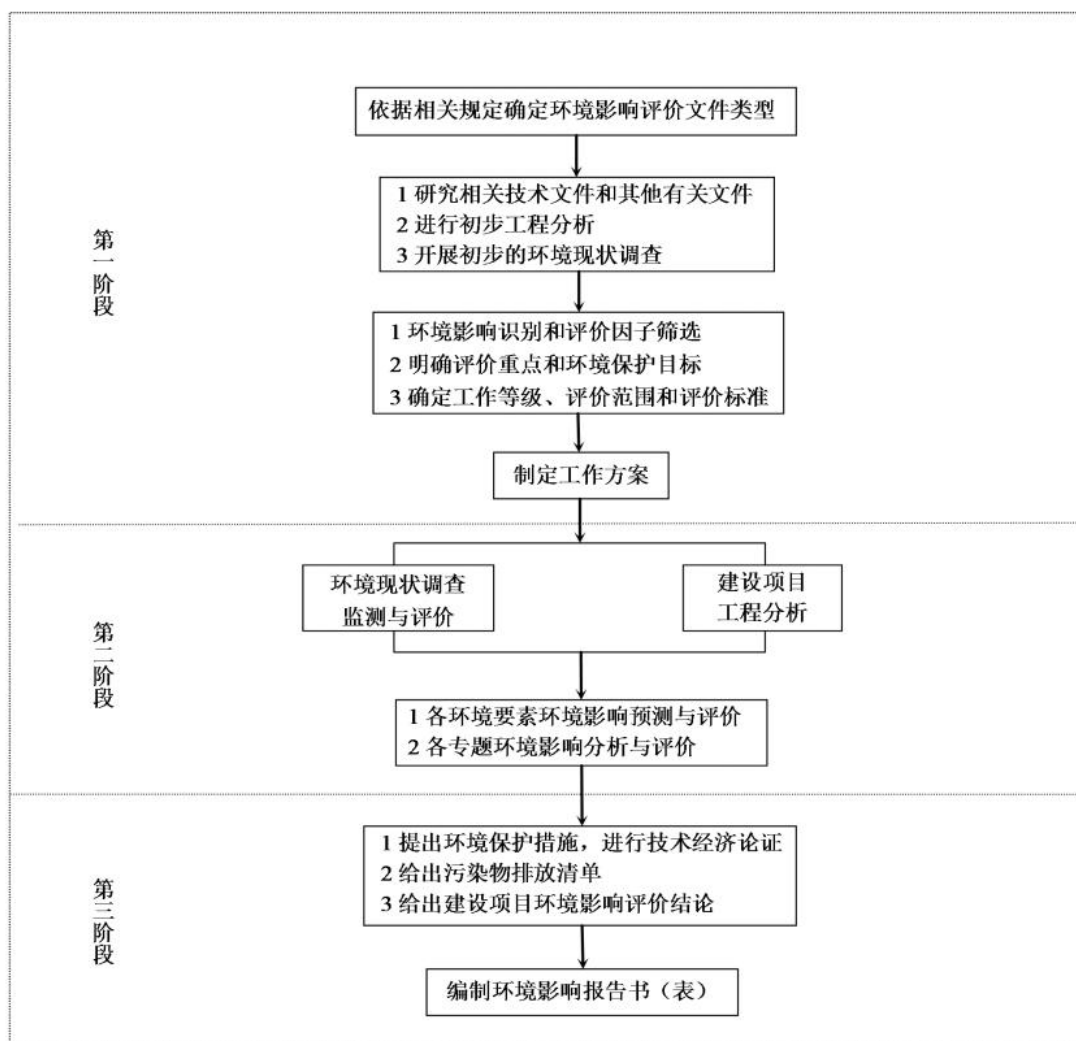 依据相关规定确定环境影响评价文件类型
1 研究相关技术文件和其他有关文件
2 进行初步工程分析
3 开展初步的环境现状调查
第一阶段
1 环境影响识别和评价因子筛选
2 明确评价重点和环境保护目标
3 确定工作等级、评价范围和评价标准
制定工作方案
环境现状调查
监测与评价
建设项目
工程分析
第二阶段
1 各环境要素环境影响预测与评价
2 各专题环境影响分析与评价
1 提出环境保护措施，进行技术经济论证
2 给出污染物排放清单
3 给出建设项目环境影响评价结论
第三阶段
编制环境影响报告书（表）